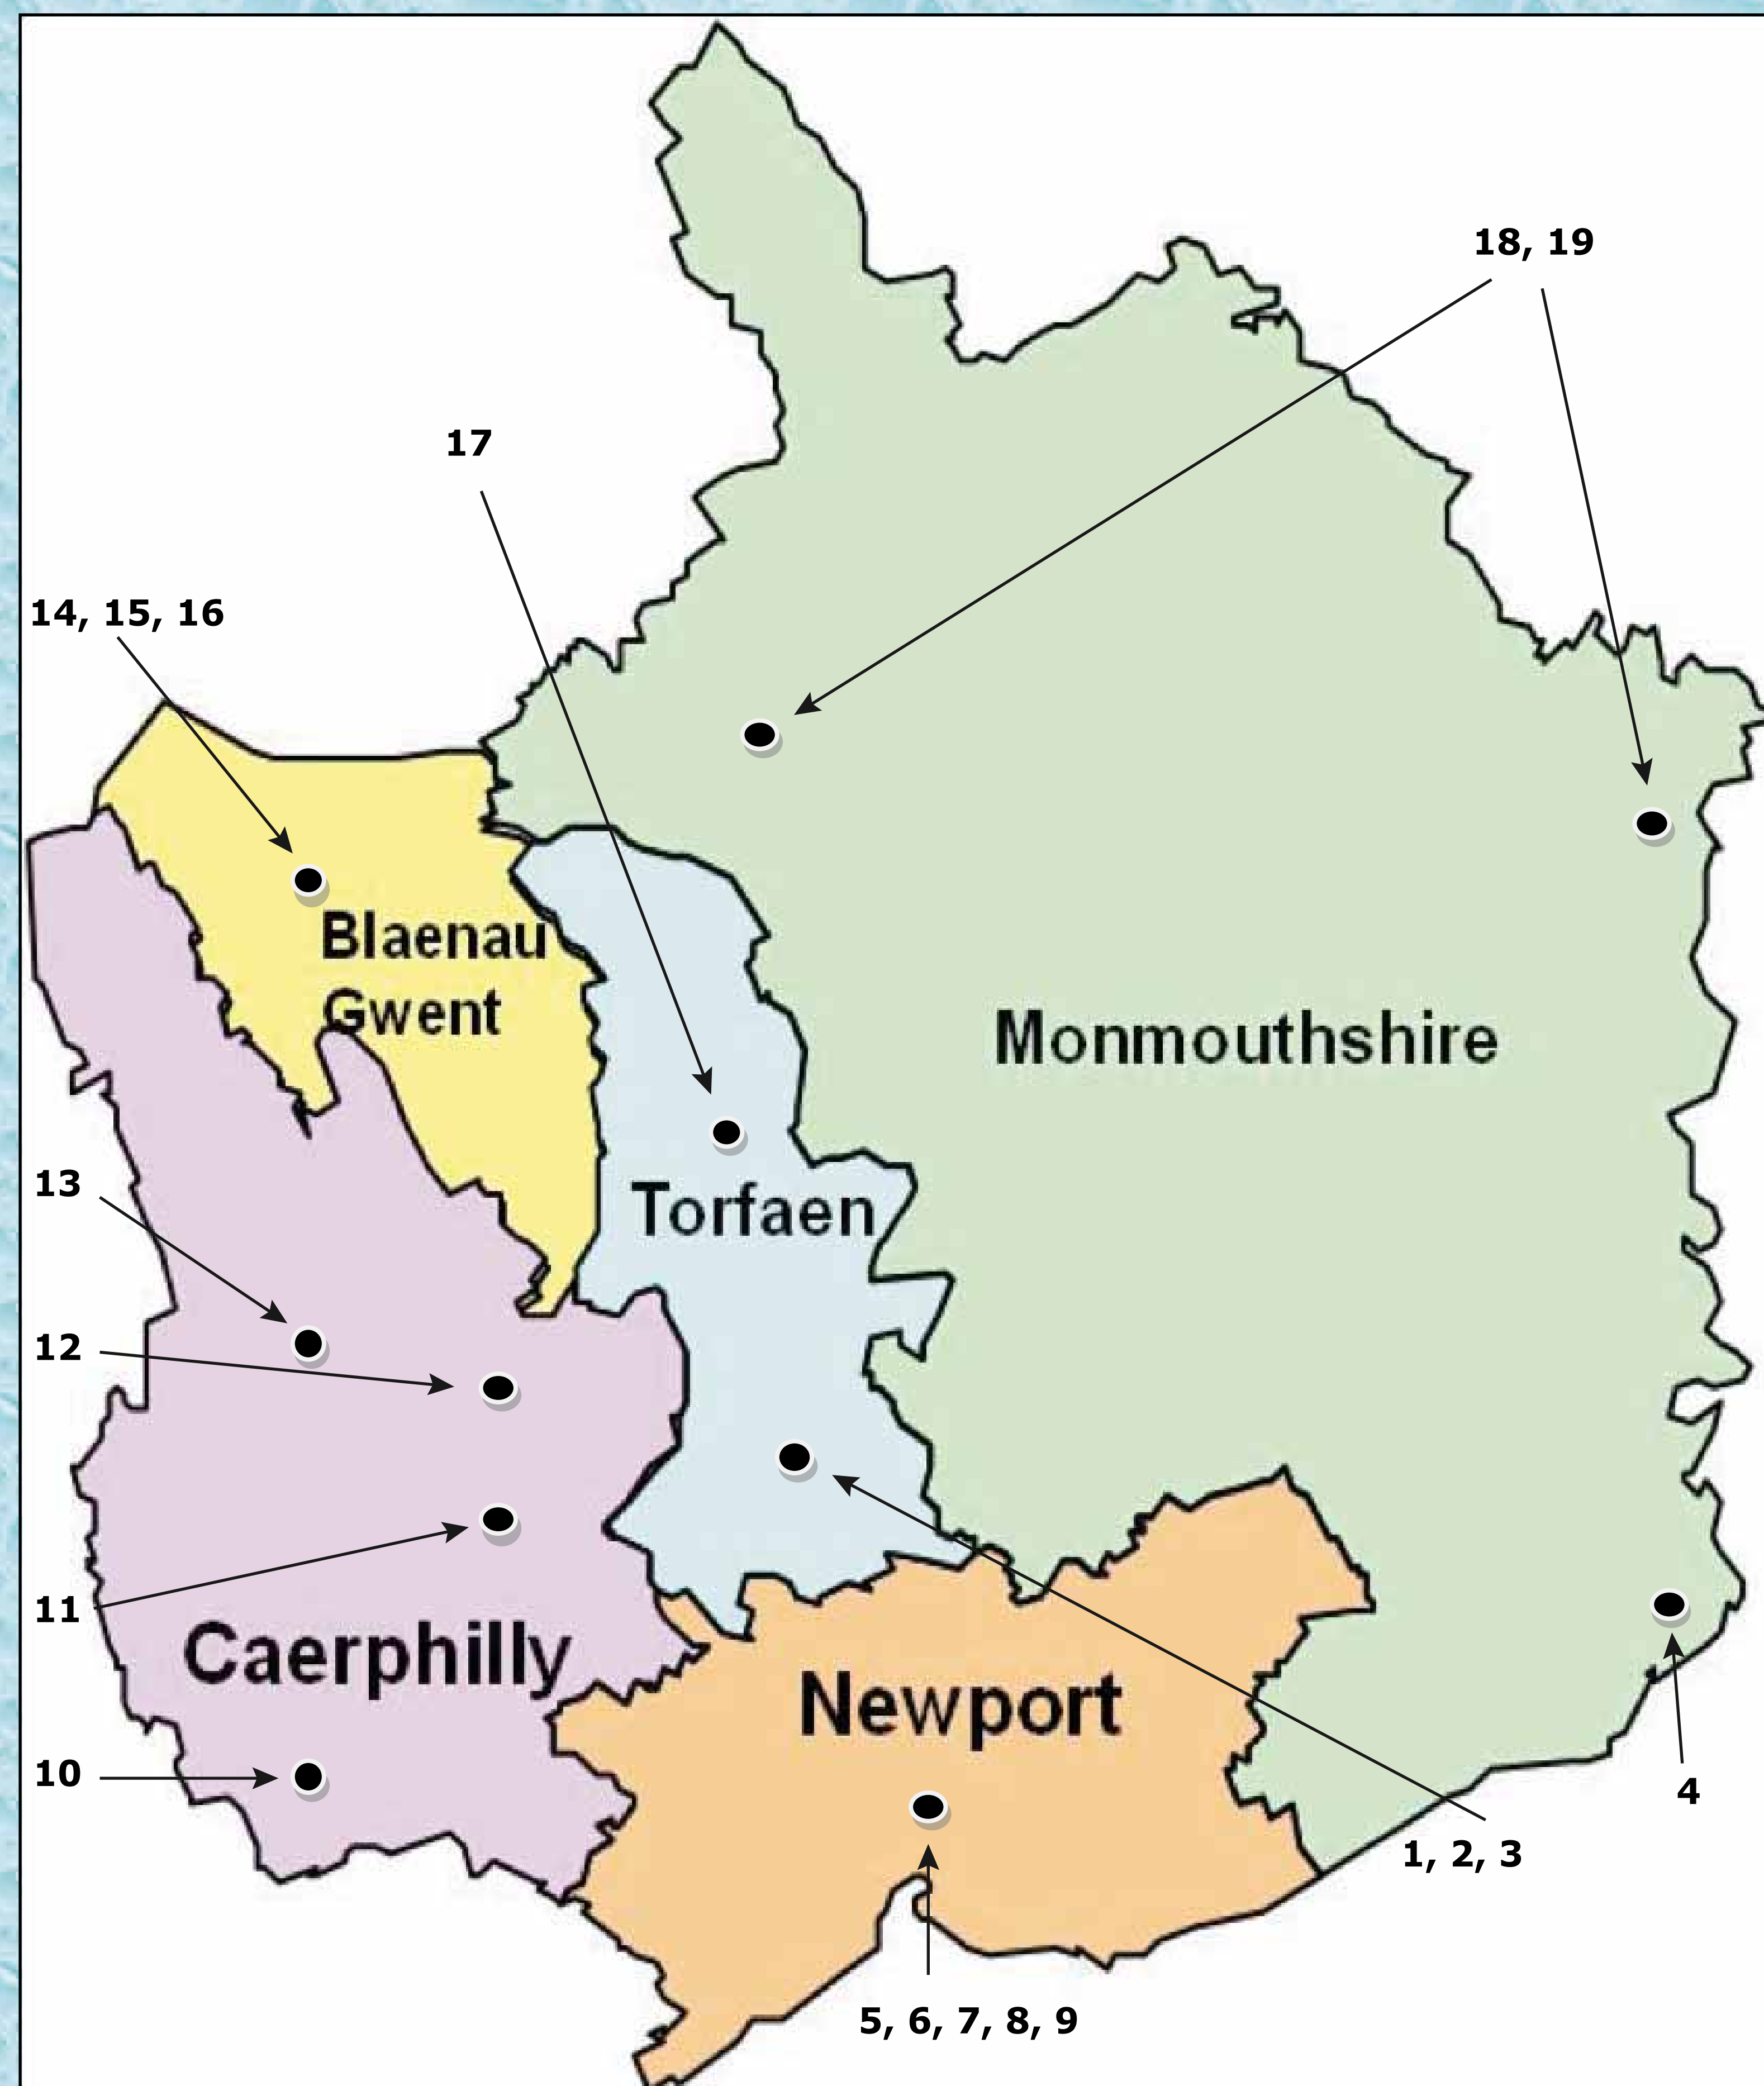 18, 19
17
14, 15, 16
Blaenau
Gwent
Monmouthshire
13
Torfaen
12
11
Caerphilly
Newport
10
4
1, 2, 3
5, 6, 7, 8, 9